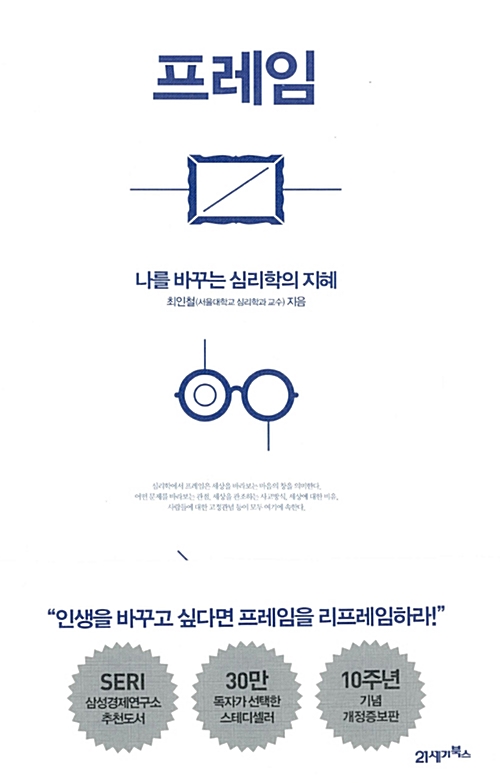 프레임
나를 바꾸는 심리학의 지혜
최인철(서울대학교 심리학과 교수) 지음
심리학에서 프레임은 세상을 바라보는 마음의 창을 의미한다.
어떤 문제를 바라보는 관점, 세상을 관조하는 사고방식, 세상에 대한 비유,
사람들에 대한 고정관념 등이 모두 여기에 속한다.
“인생을 바꾸고 싶다면 프레임을 리프레임하라!”
SERI
삼성경제연구소
추천도서
30만
독자가 선택한
스테디셀러
10주년
기념
개정증보판
21세기북스